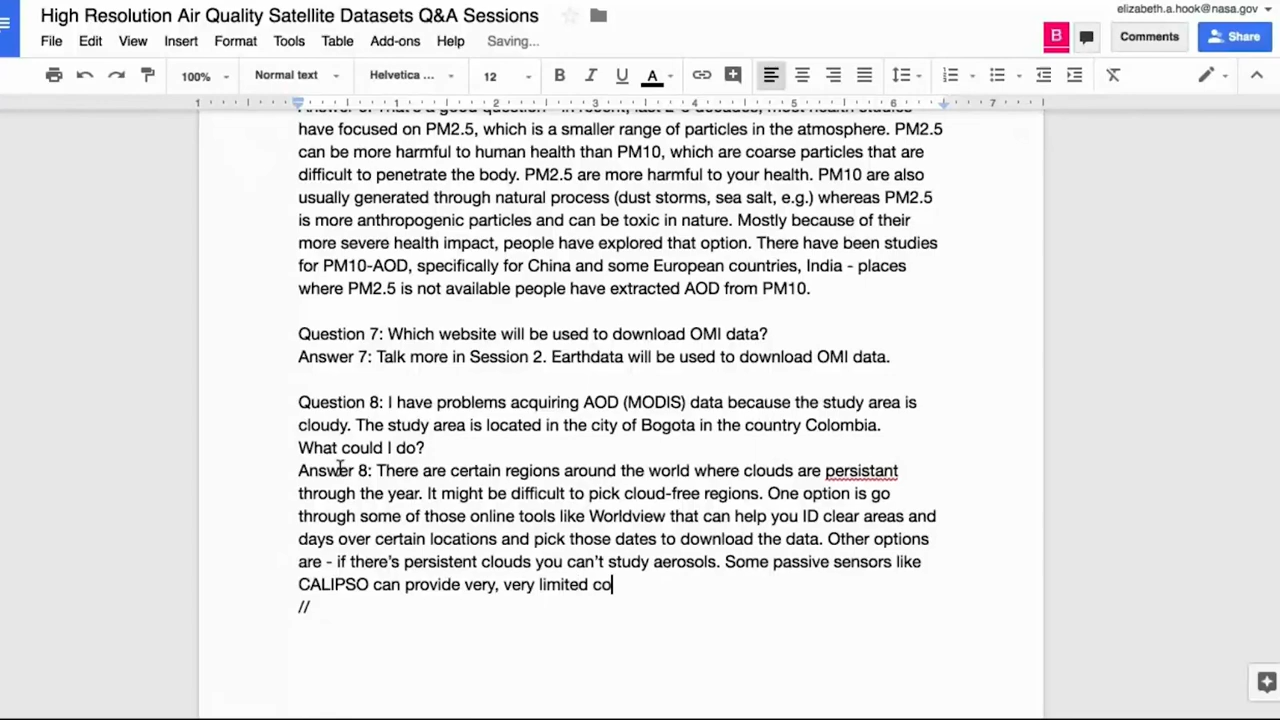 High Resolution Air Quality Satellite Datasets Q&A Sessions
elizabeth.a.hook@nasa.gov
File Edit View Insert Format Tools Table Add-ons Help Saving...
B
Comments
Share
100% Normal text Helvetica ... 12 B I U A
1 1 2 3 4 5 6 7
have focused on PM2.5, which is a smaller range of particles in the atmosphere. PM2.5
can be more harmful to human health than PM10, which are coarse particles that are
difficult to penetrate the body. PM2.5 are more harmful to your health. PM10 are also
usually generated through natural process (dust storms, sea salt, e.g.) whereas PM2.5
is more anthropogenic particles and can be toxic in nature. Mostly because of their
more severe health impact, people have explored that option. There have been studies
for PM10-AOD, specifically for China and some European countries, India - places
where PM2.5 is not available people have extracted AOD from PM10.
Question 7: Which website will be used to download OMI data?
Answer 7: Talk more in Session 2. Earthdata will be used to download OMI data.
Question 8: I have problems acquiring AOD (MODIS) data because the study area is
cloudy. The study area is located in the city of Bogota in the country Colombia.
What could I do?
Answer 8: There are certain regions around the world where clouds are persistant
through the year. It might be difficult to pick cloud-free regions. One option is go
through some of those online tools like Worldview that can help you ID clear areas and
days over certain locations and pick those dates to download the data. Other options
are - if there's persistent clouds you can't study aerosols. Some passive sensors like
CALIPSO can provide very, very limited co
//